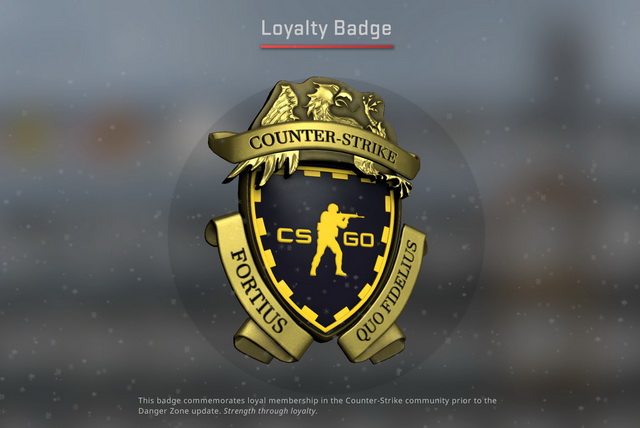 Loyalty Badge
COUNTER-STRIKE
CS GO
FORTIUS
QUO FIDELIUS
This badge commemorates loyal membership in the Counter-Strike community prior to the
Danger Zone update. Strength through loyalty.